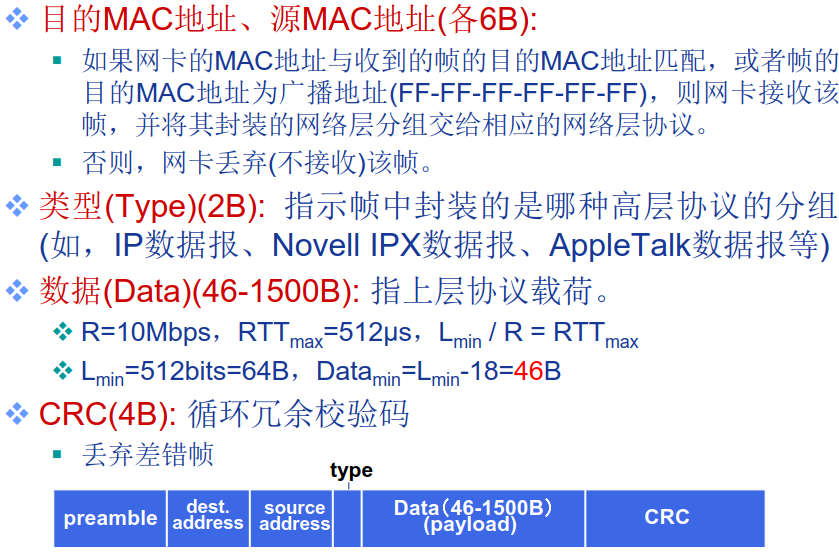 目的MAC地址、源MAC地址(各6B):
如果网卡的MAC地址与收到的帧的目的MAC地址匹配，或者帧的
目的MAC地址为广播地址(FF-FF-FF-FF-FF-FF)，则网卡接收该
帧，并将其封装的网络层分组交给相应的网络层协议。
否则，网卡丢弃(不接收)该帧。
类型(Type)(2B): 指示帧中封装的是哪种高层协议的分组
(如，IP数据报、Novell IPX数据报、AppleTalk数据报等)
数据(Data)(46-1500B): 指上层协议载荷。
R=10Mbps，RTTmax=512μs，Lmin / R = RTTmax
Lmin=512bits=64B，Datamin=Lmin-18=46B
CRC(4B): 循环冗余校验码
丢弃差错帧
type
preamble
dest.
address
source
address
Data（46-1500B）
(payload)
CRC